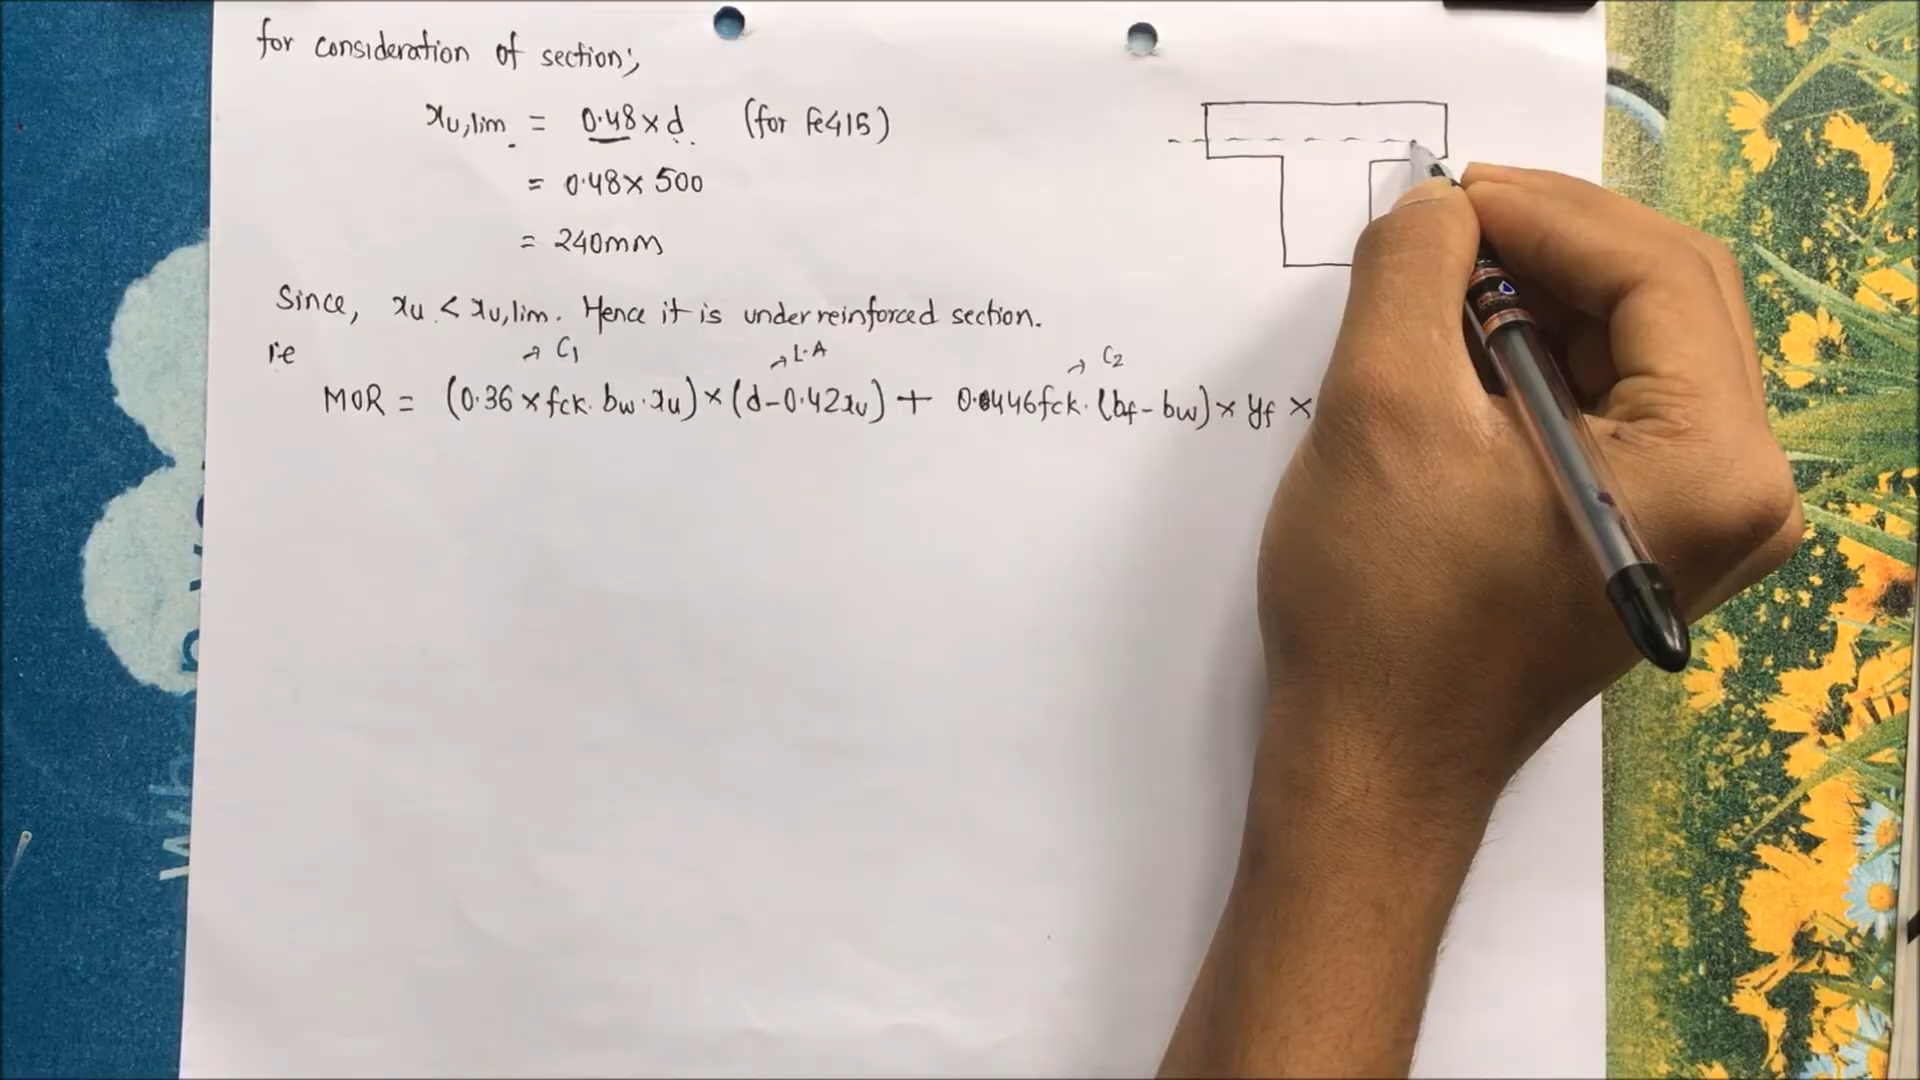 for consideration of section;
xu,lim = 0.48 × d (for fe415)
= 0.48 × 500
= 240mm
Since, xu < xu,lim. Hence it is under reinforced section.
i.e → C1 → L.A → C2
MOR = (0.36 × fck. bw. xu) × (d-0.42xu) + 0.0446fck. (bf - bw) × yf ×